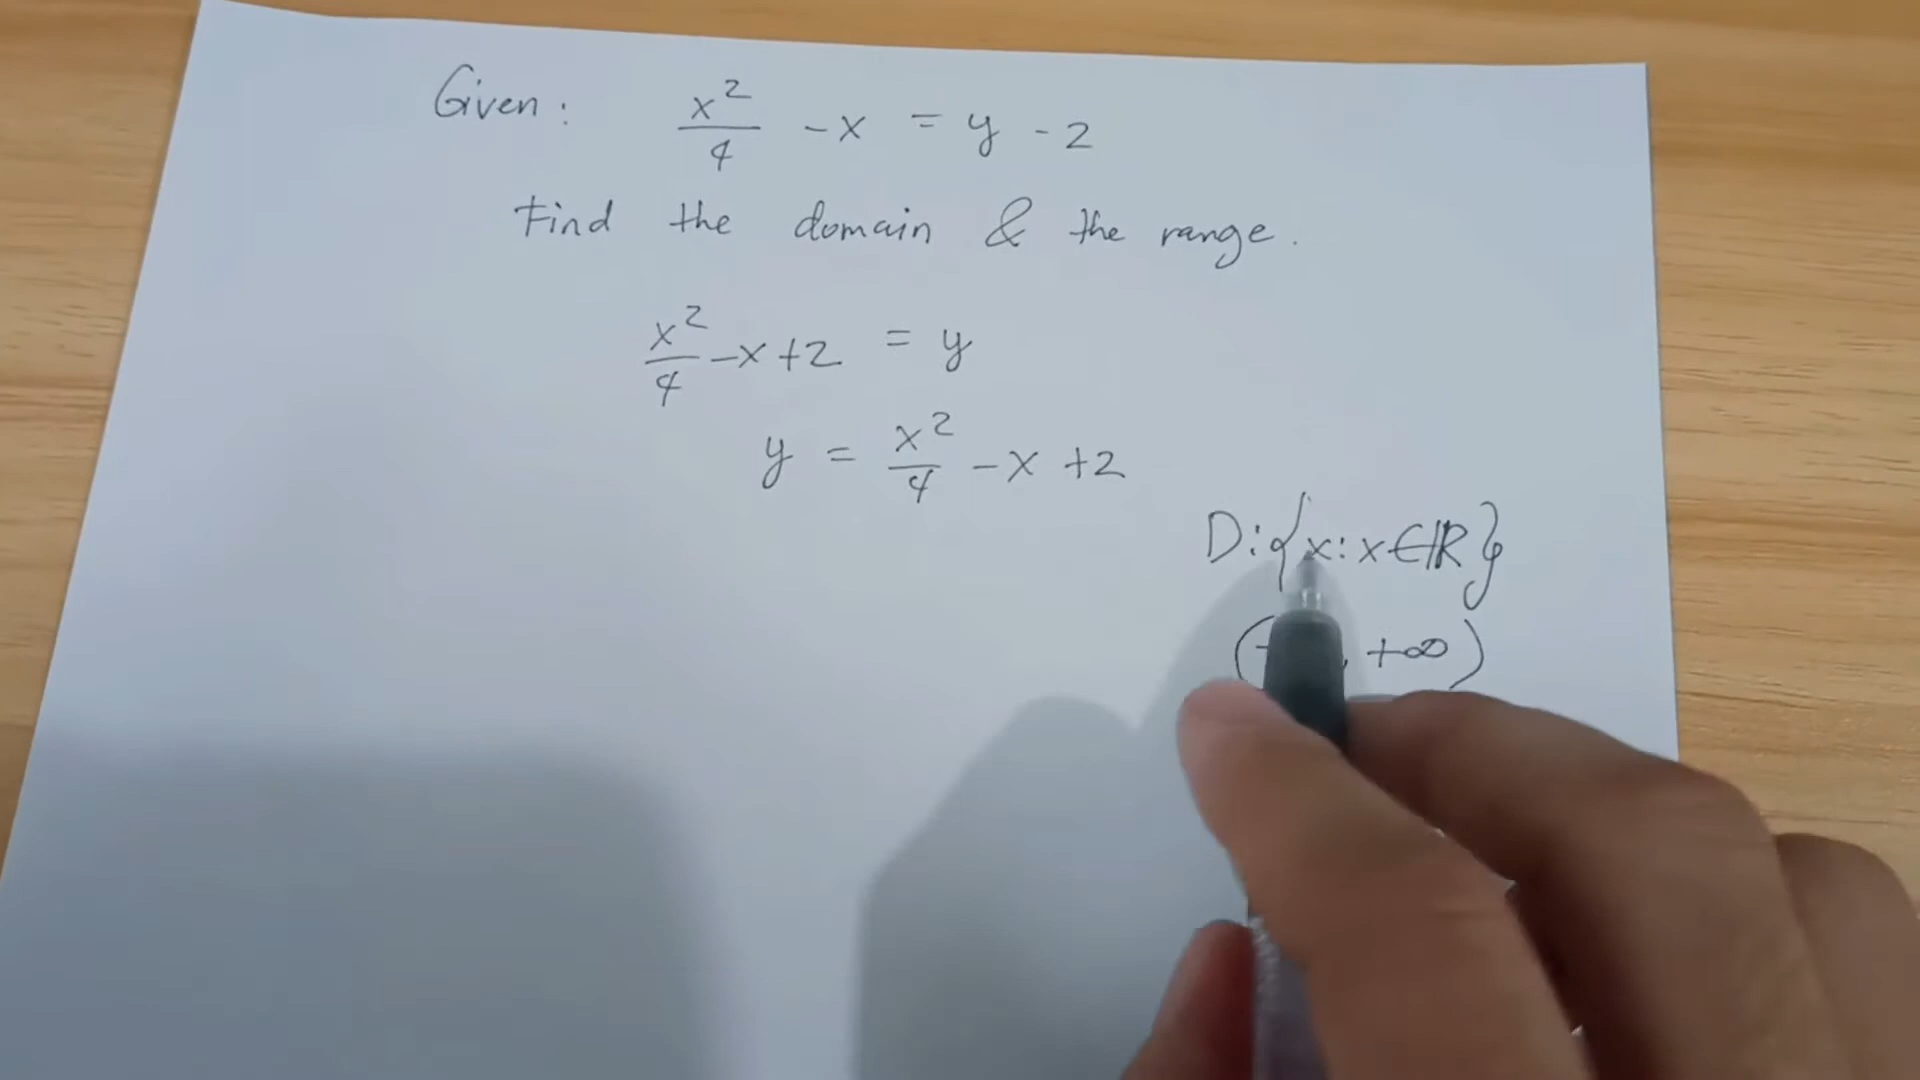 Given: x²/4 - x = y - 2
Find the domain & the range.
x²/4 - x + 2 = y
y = x²/4 - x + 2
D: {x: x ∈ ℝ}
( , +∞)